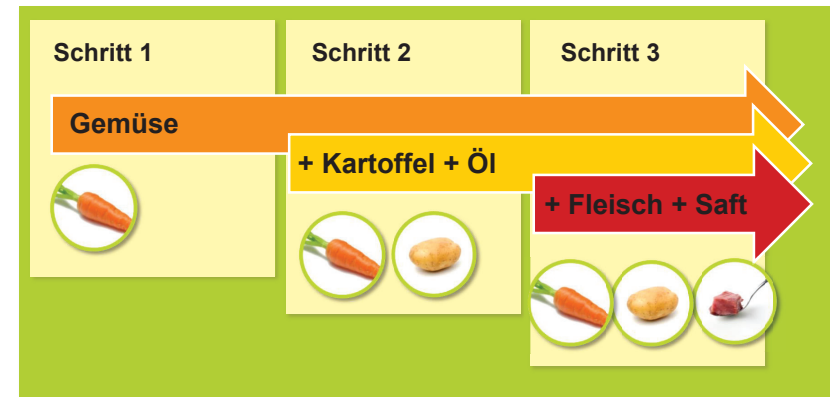 Schritt 1
Schritt 2
Schritt 3
Gemüse
+ Kartoffel + Öl
+ Fleisch + Saft